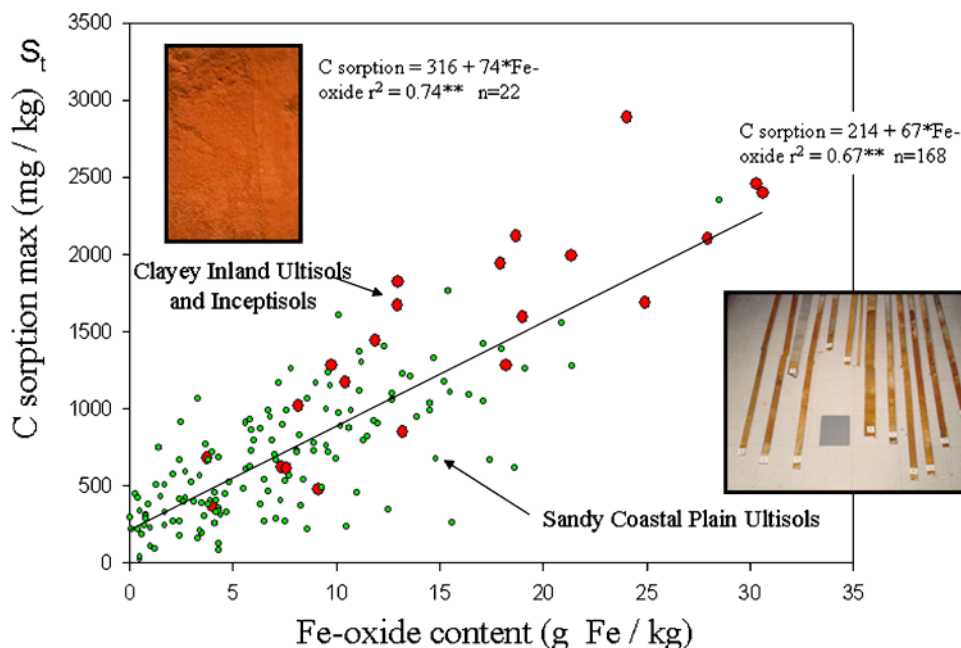 C sorption max (mg / kg) S_t
3500
3000
2500
2000
1500
1000
500
0
C sorption = 316 + 74*Fe-
oxide r² = 0.74** n=22
C sorption = 214 + 67*Fe-
oxide r² = 0.67** n=168
Clayey Inland Ultisols
and Inceptisols
Sandy Coastal Plain Ultisols
0 5 10 15 20 25 30 35
Fe-oxide content (g Fe / kg)